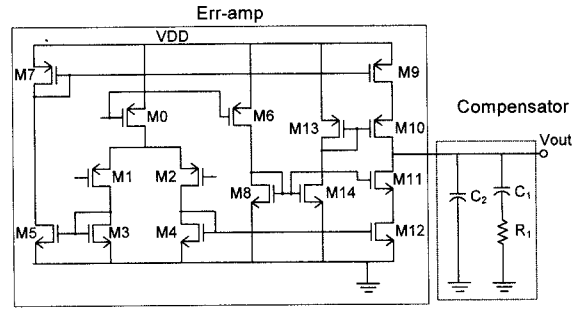 Err-amp
VDD
M7
M9
M0
M6
M13
M10
Compensator
Vout
M1
M2
M8
M14
M11
C2
C1
M5
M3
M4
M12
R1